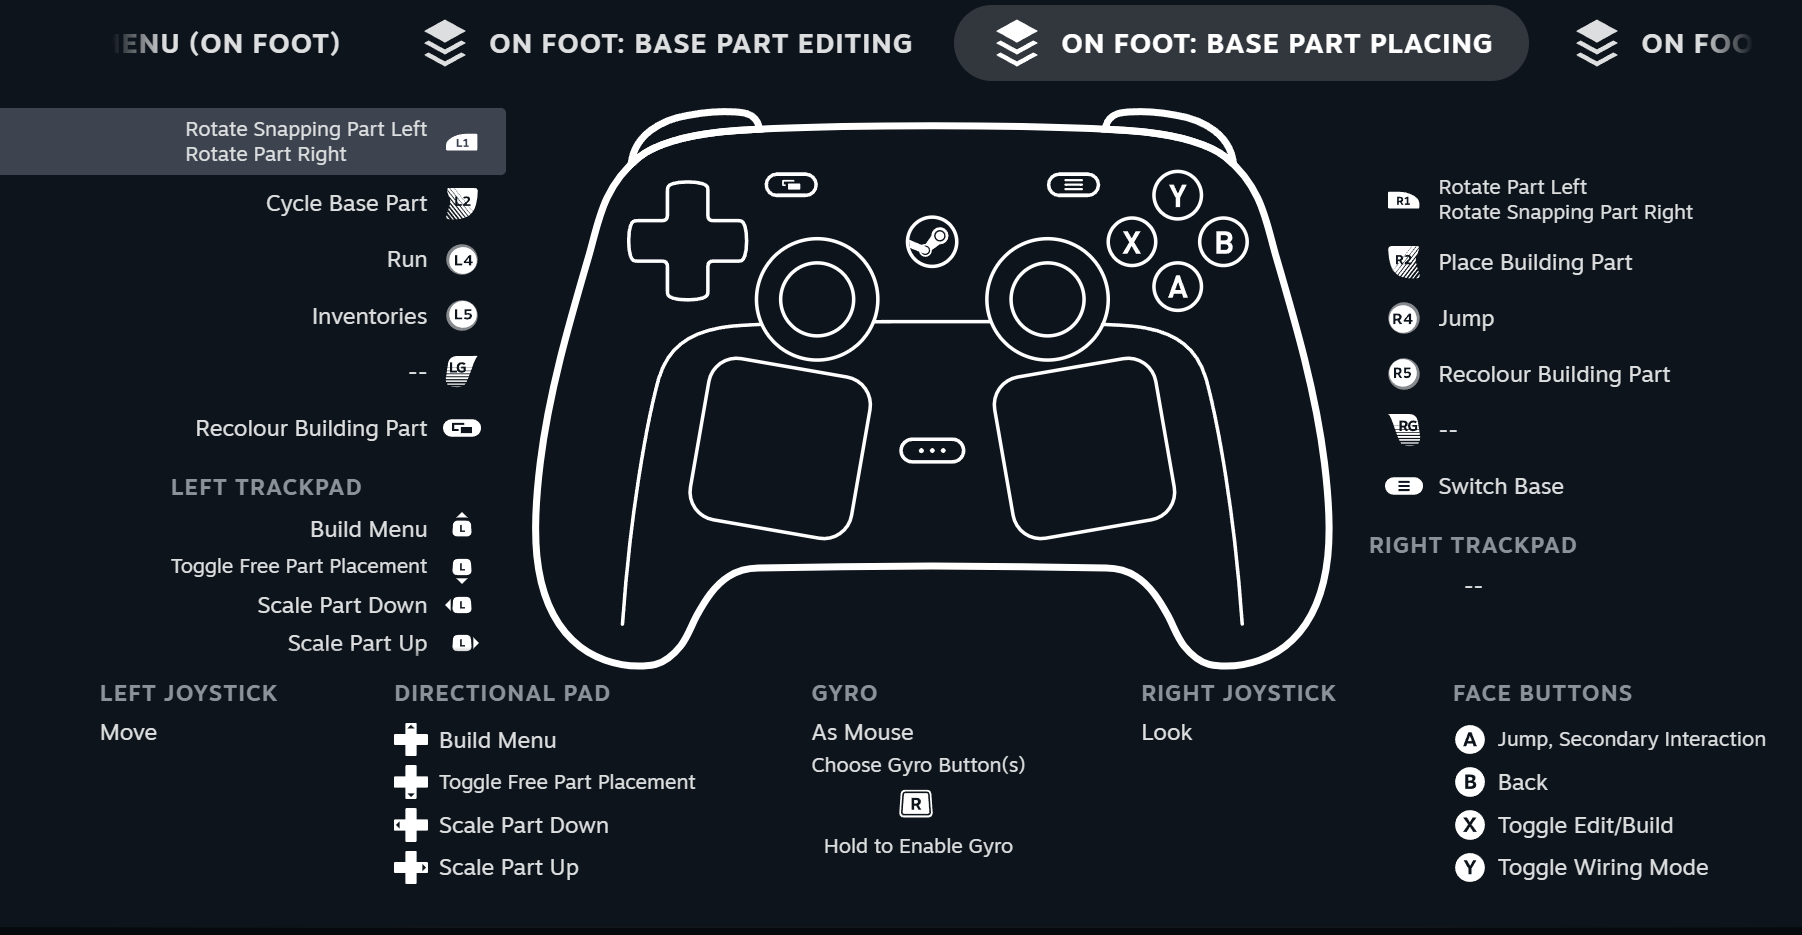 ENU (ON FOOT)
ON FOOT: BASE PART EDITING
ON FOOT: BASE PART PLACING
ON FOO
Rotate Snapping Part Left
Rotate Part Right
L1
Cycle Base Part
L2
Run
L4
Inventories
L5
--
LG
Recolour Building Part
LEFT TRACKPAD
Build Menu
L
Toggle Free Part Placement
L
Scale Part Down
L
Scale Part Up
L
Y
X
B
A
R1
Rotate Part Left
Rotate Snapping Part Right
R2
Place Building Part
R4
Jump
R5
Recolour Building Part
RG
--
Switch Base
RIGHT TRACKPAD
--
LEFT JOYSTICK
Move
DIRECTIONAL PAD
Build Menu
Toggle Free Part Placement
Scale Part Down
Scale Part Up
GYRO
As Mouse
Choose Gyro Button(s)
R
Hold to Enable Gyro
RIGHT JOYSTICK
Look
FACE BUTTONS
A Jump, Secondary Interaction
B Back
X Toggle Edit/Build
Y Toggle Wiring Mode